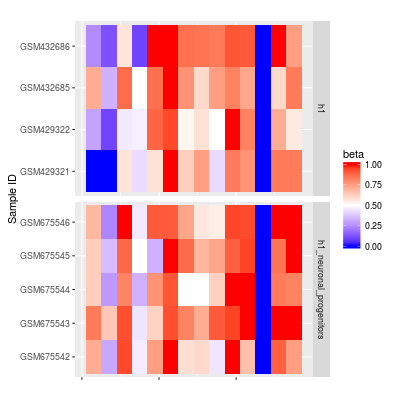 GSM432686
GSM432685
GSM429322
GSM429321
h1
GSM675546
GSM675545
GSM675544
GSM675543
GSM675542
h1_neuronal_progenitors
Sample ID
beta
1.00
0.75
0.50
0.25
0.00